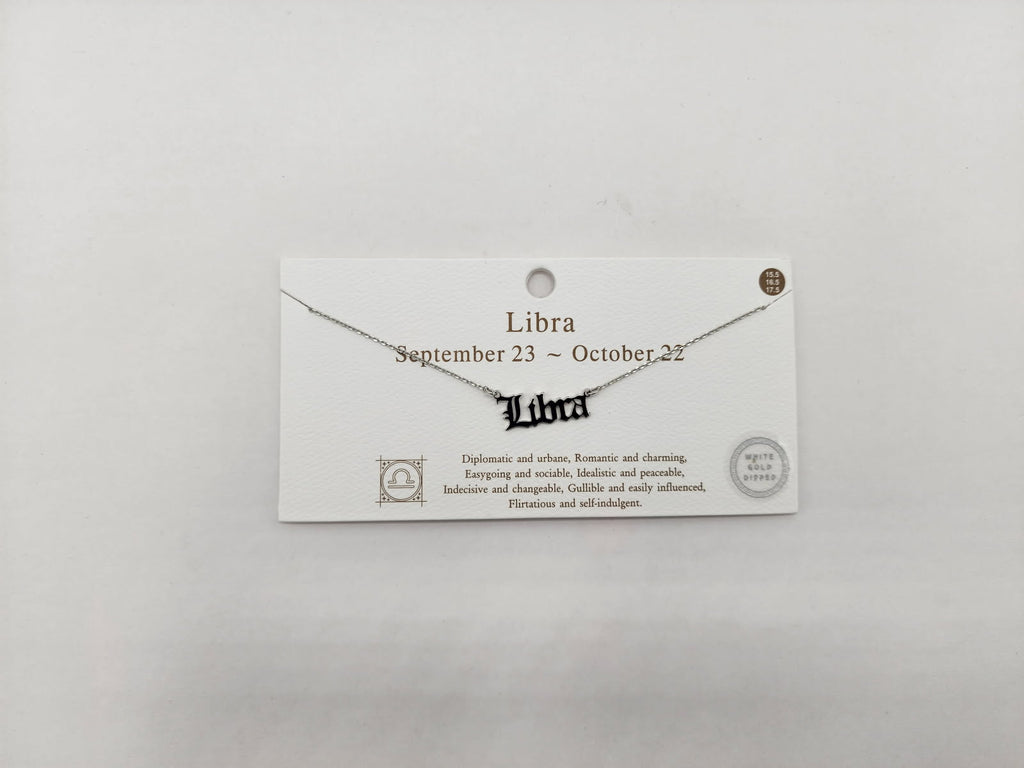 15.5
16.5
17.5
Libra
September 23 ~ October 22
Libra
Diplomatic and urbane, Romantic and charming,
Easygoing and sociable, Idealistic and peaceable,
Indecisive and changeable, Gullible and easily influenced,
Flirtatious and self-indulgent.
WHITE
GOLD
DIPPED